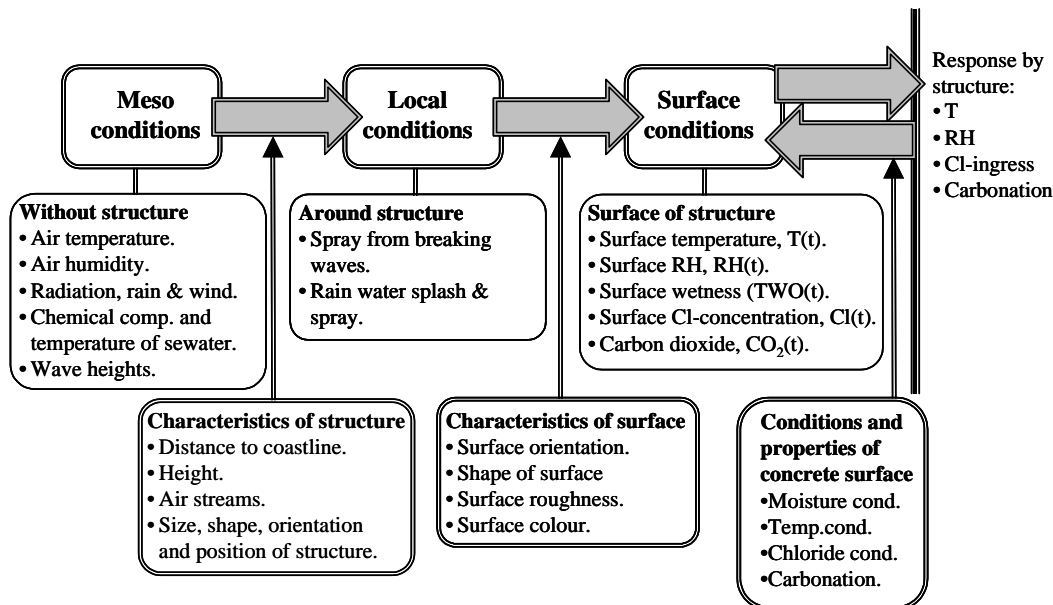 Meso
conditions
Local
conditions
Surface
conditions
Response by
structure:
• T
• RH
• Cl-ingress
• Carbonation
Without structure
• Air temperature.
• Air humidity.
• Radiation, rain & wind.
• Chemical comp. and
temperature of sewater.
• Wave heights.
Around structure
• Spray from breaking
waves.
• Rain water splash &
spray.
Surface of structure
• Surface temperature, T(t).
• Surface RH, RH(t).
• Surface wetness (TWO(t).
• Surface Cl-concentration, Cl(t).
• Carbon dioxide, CO₂(t).
Characteristics of structure
• Distance to coastline.
• Height.
• Air streams.
• Size, shape, orientation
and position of structure.
Characteristics of surface
• Surface orientation.
• Shape of surface
• Surface roughness.
• Surface colour.
Conditions and
properties of
concrete surface
•Moisture cond.
•Temp.cond.
•Chloride cond.
•Carbonation.